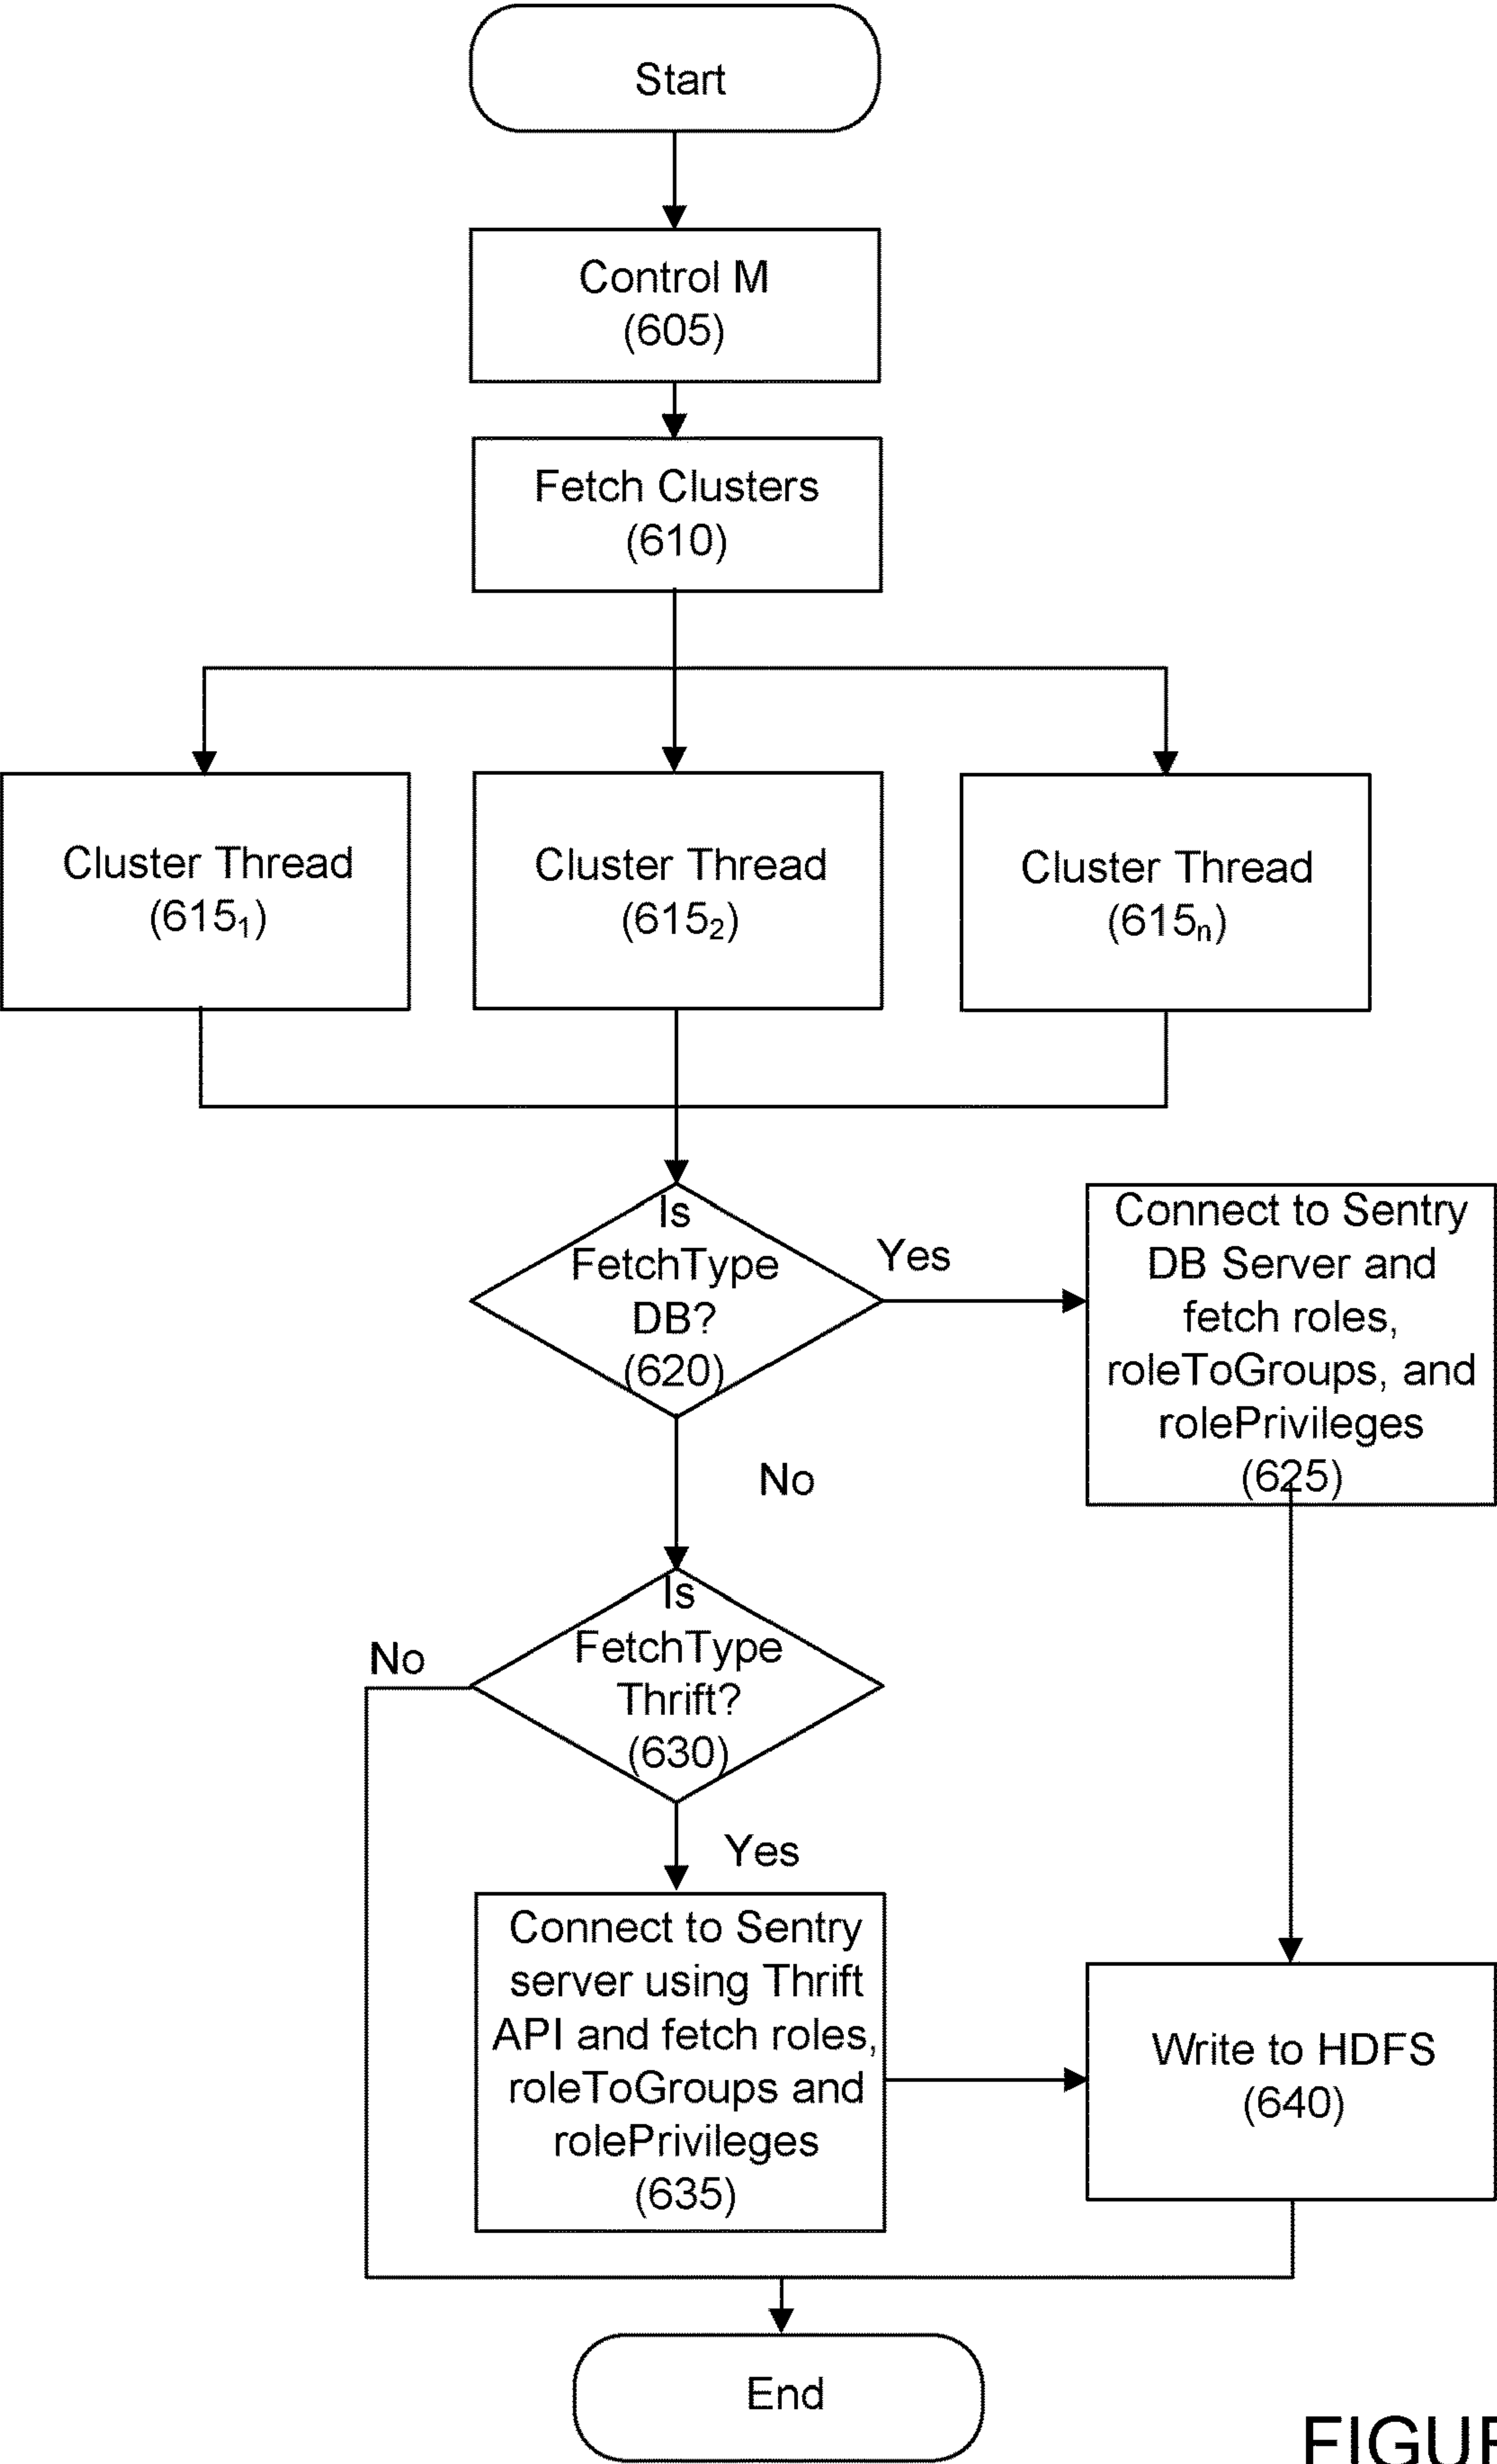 Start
Control M
(605)
Fetch Clusters
(610)
Cluster Thread
(615₁)
Cluster Thread
(615₂)
Cluster Thread
(615ₙ)
Is
FetchType
DB?
(620)
Yes
Connect to Sentry
DB Server and
fetch roles,
roleToGroups, and
rolePrivileges
(625)
No
Is
FetchType
Thrift?
(630)
No
Yes
Connect to Sentry
server using Thrift
API and fetch roles,
roleToGroups and
rolePrivileges
(635)
Write to HDFS
(640)
End